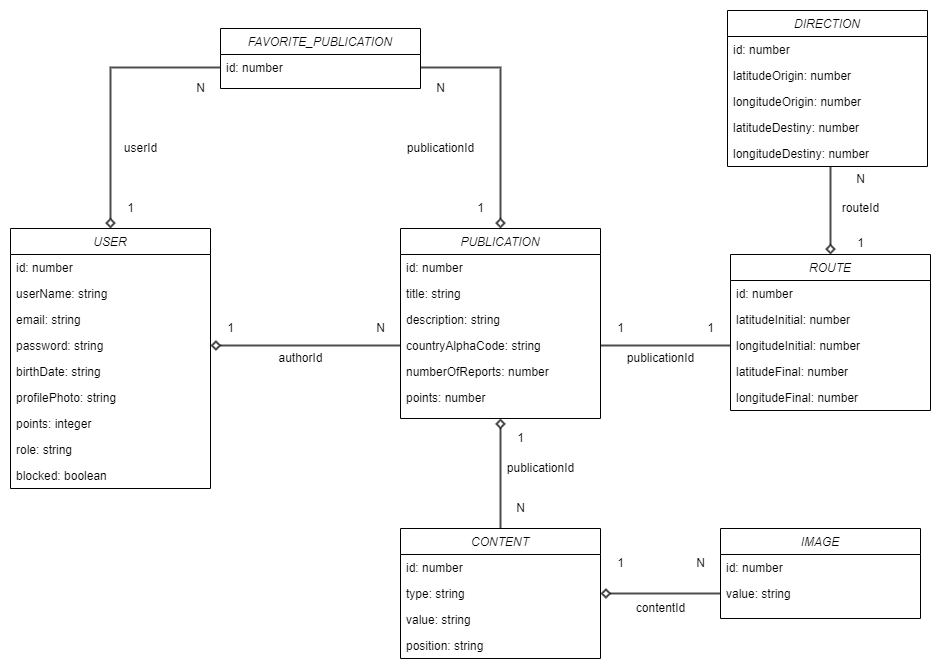 FAVORITE_PUBLICATION
id: number
N
N
userId
publicationId
1
1
DIRECTION
id: number
latitudeOrigin: number
longitudeOrigin: number
latitudeDestiny: number
longitudeDestiny: number
N
routeId
1
USER
id: number
userName: string
email: string
password: string
birthDate: string
profilePhoto: string
points: integer
role: string
blocked: boolean
1
N
authorId
PUBLICATION
id: number
title: string
description: string
countryAlphaCode: string
numberOfReports: number
points: number
1
1
publicationId
ROUTE
id: number
latitudeInitial: number
longitudeInitial: number
latitudeFinal: number
longitudeFinal: number
1
publicationId
N
CONTENT
id: number
type: string
value: string
position: string
1
N
contentId
IMAGE
id: number
value: string